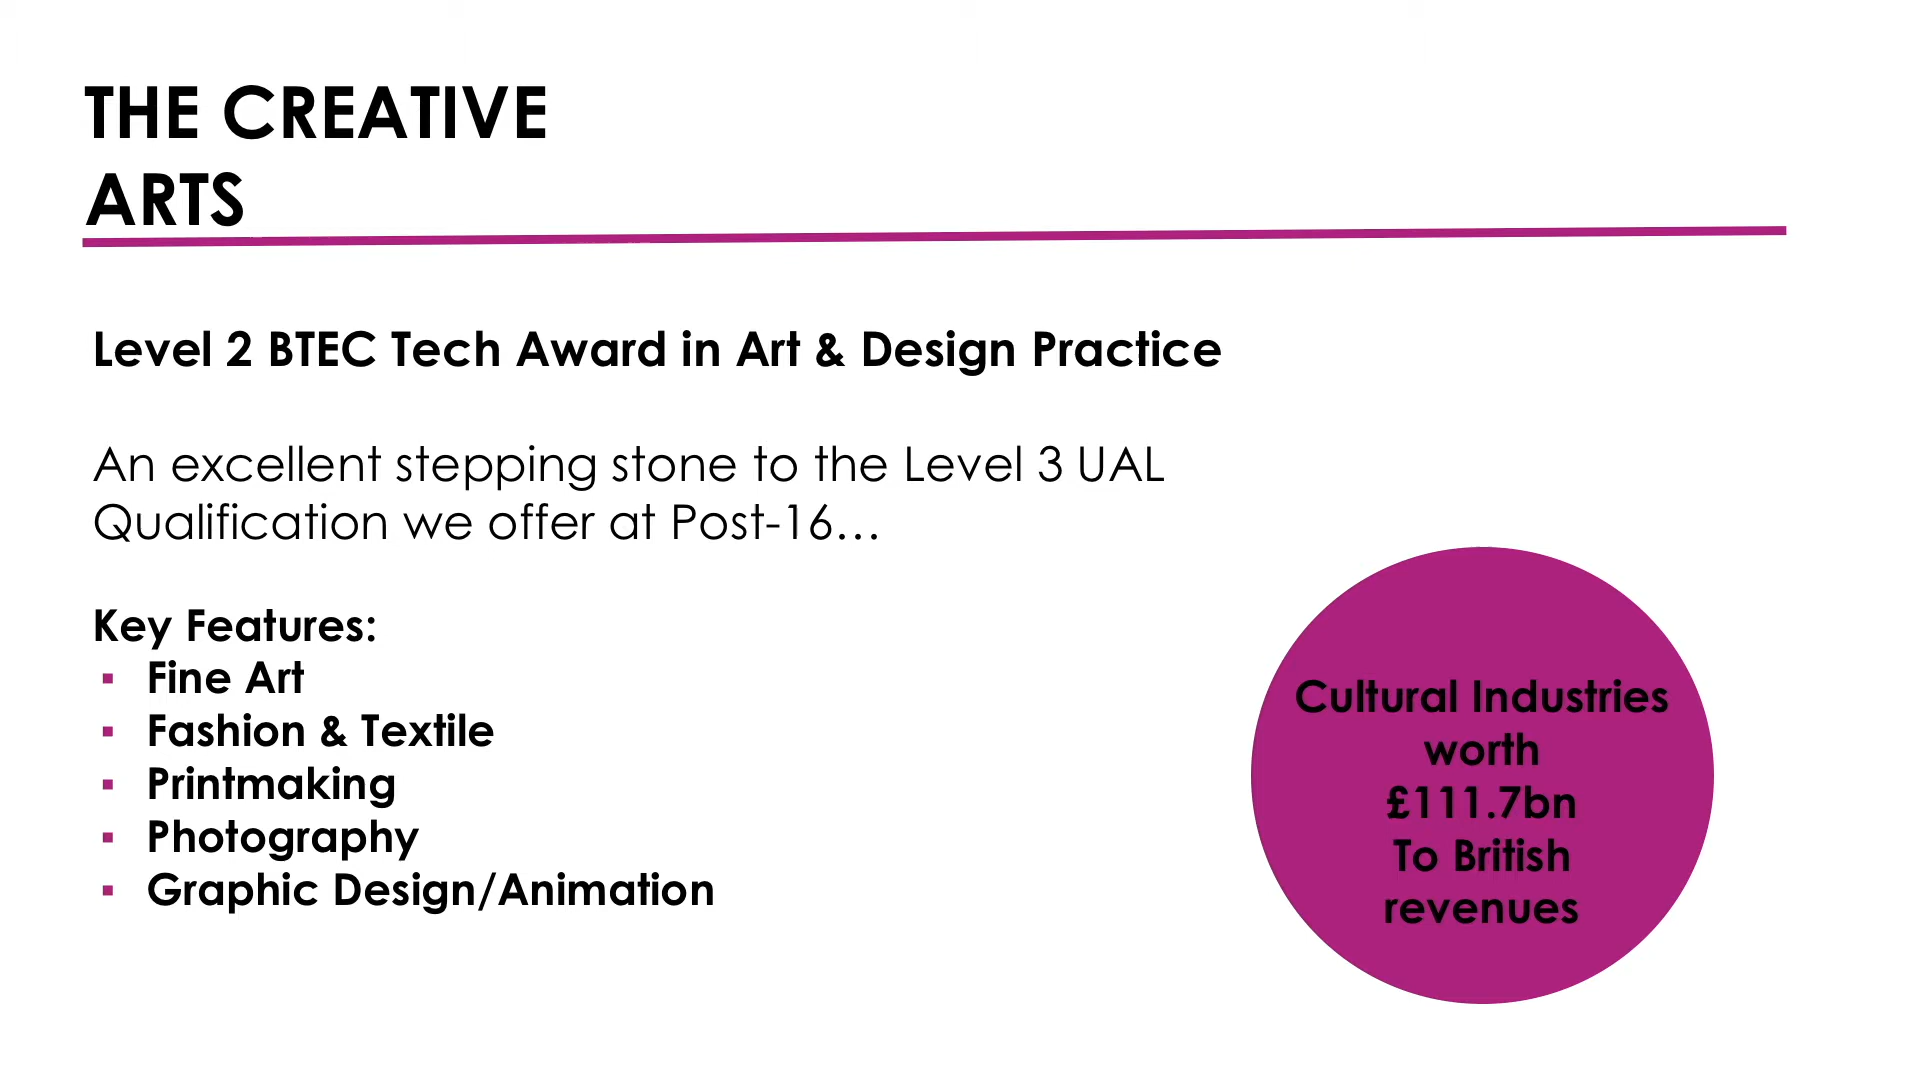 THE CREATIVE
ARTS
Level 2 BTEC Tech Award in Art & Design Practice
An excellent stepping stone to the Level 3 UAL
Qualification we offer at Post-16…
Key Features:
▪ Fine Art
▪ Fashion & Textile
▪ Printmaking
▪ Photography
▪ Graphic Design/Animation
Cultural Industries
worth
£111.7bn
To British
revenues